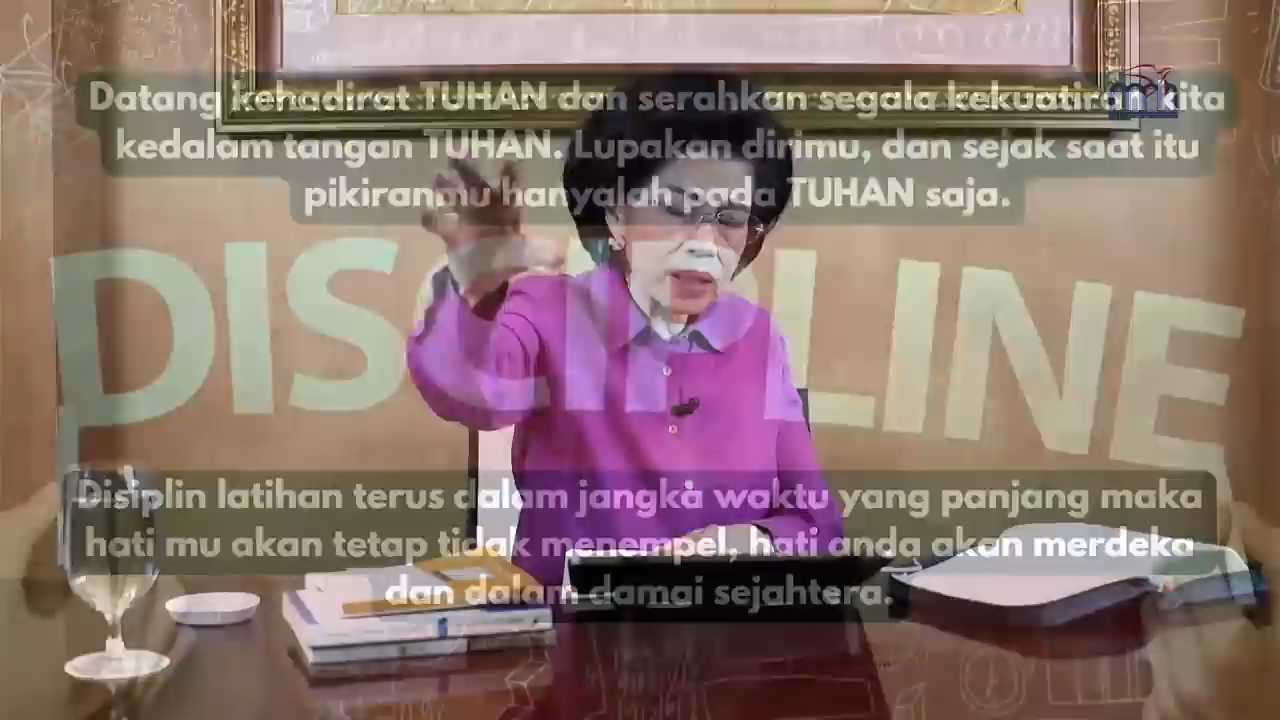 Datang kehadirat TUHAN dan serahkan segala kekuatiran kita
kedalam tangan TUHAN. Lupakan dirimu, dan sejak saat itu
pikiranmu hanyalah pada TUHAN saja.
DISCIPLINE
Disiplin latihan terus dalam jangka waktu yang panjang maka
hati mu akan tetap tidak menempel, hati anda akan merdeka
dan dalam damai sejahtera.